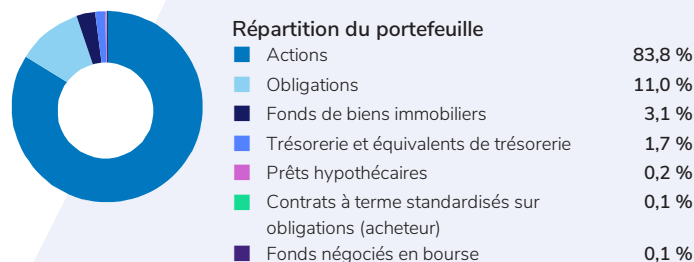 Répartition du portefeuille
Actions 83,8 %
Obligations 11,0 %
Fonds de biens immobiliers 3,1 %
Trésorerie et équivalents de trésorerie 1,7 %
Prêts hypothécaires 0,2 %
Contrats à terme standardisés sur 0,1 %
obligations (acheteur)
Fonds négociés en bourse 0,1 %